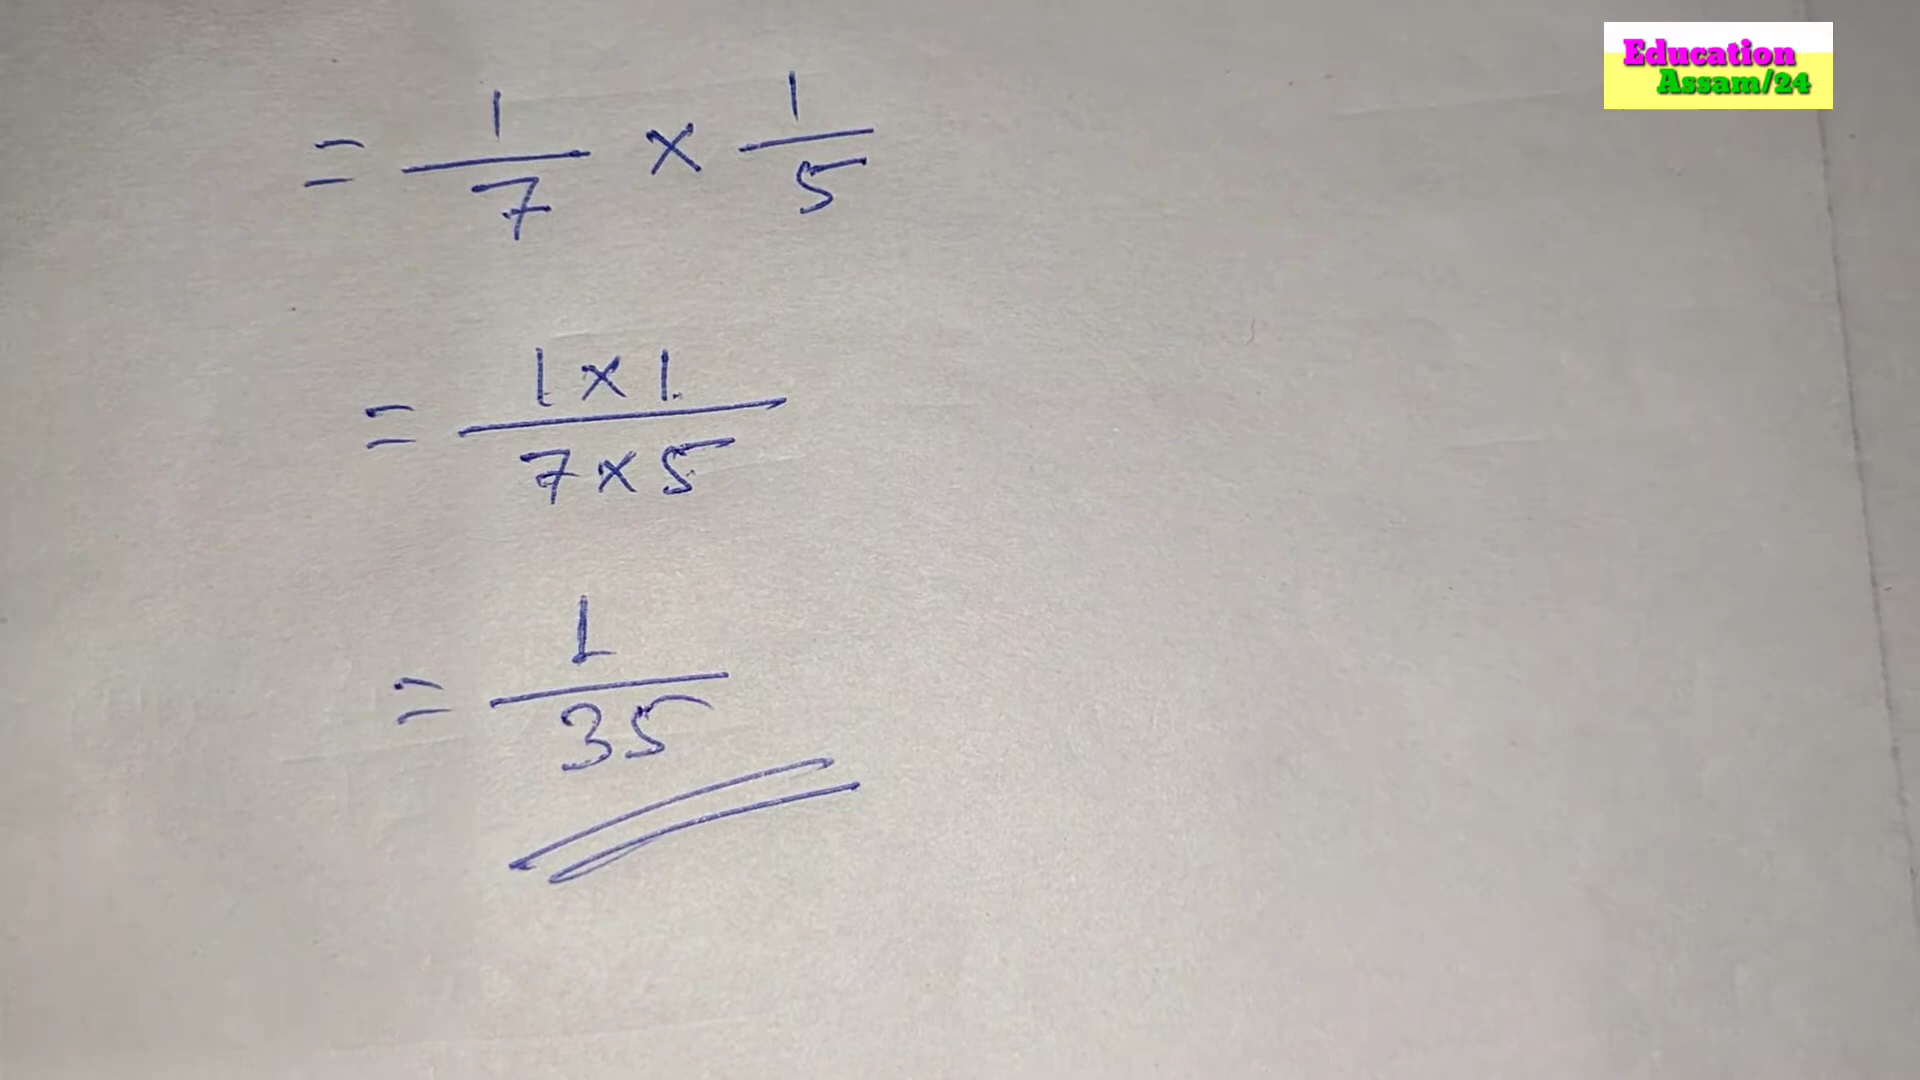 Education
Assam/24
= 1/7 × 1/5
= 1×1/7×5
= 1/35